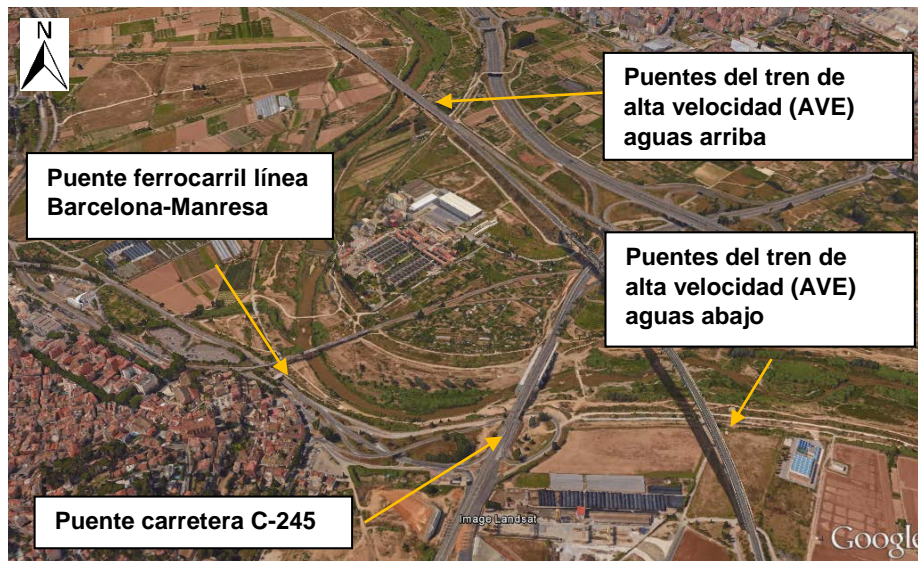 N
Puentes del tren de
alta velocidad (AVE)
aguas arriba
Puente ferrocarril línea
Barcelona-Manresa
Puentes del tren de
alta velocidad (AVE)
aguas abajo
Puente carretera C-245
Image Landsat
Google